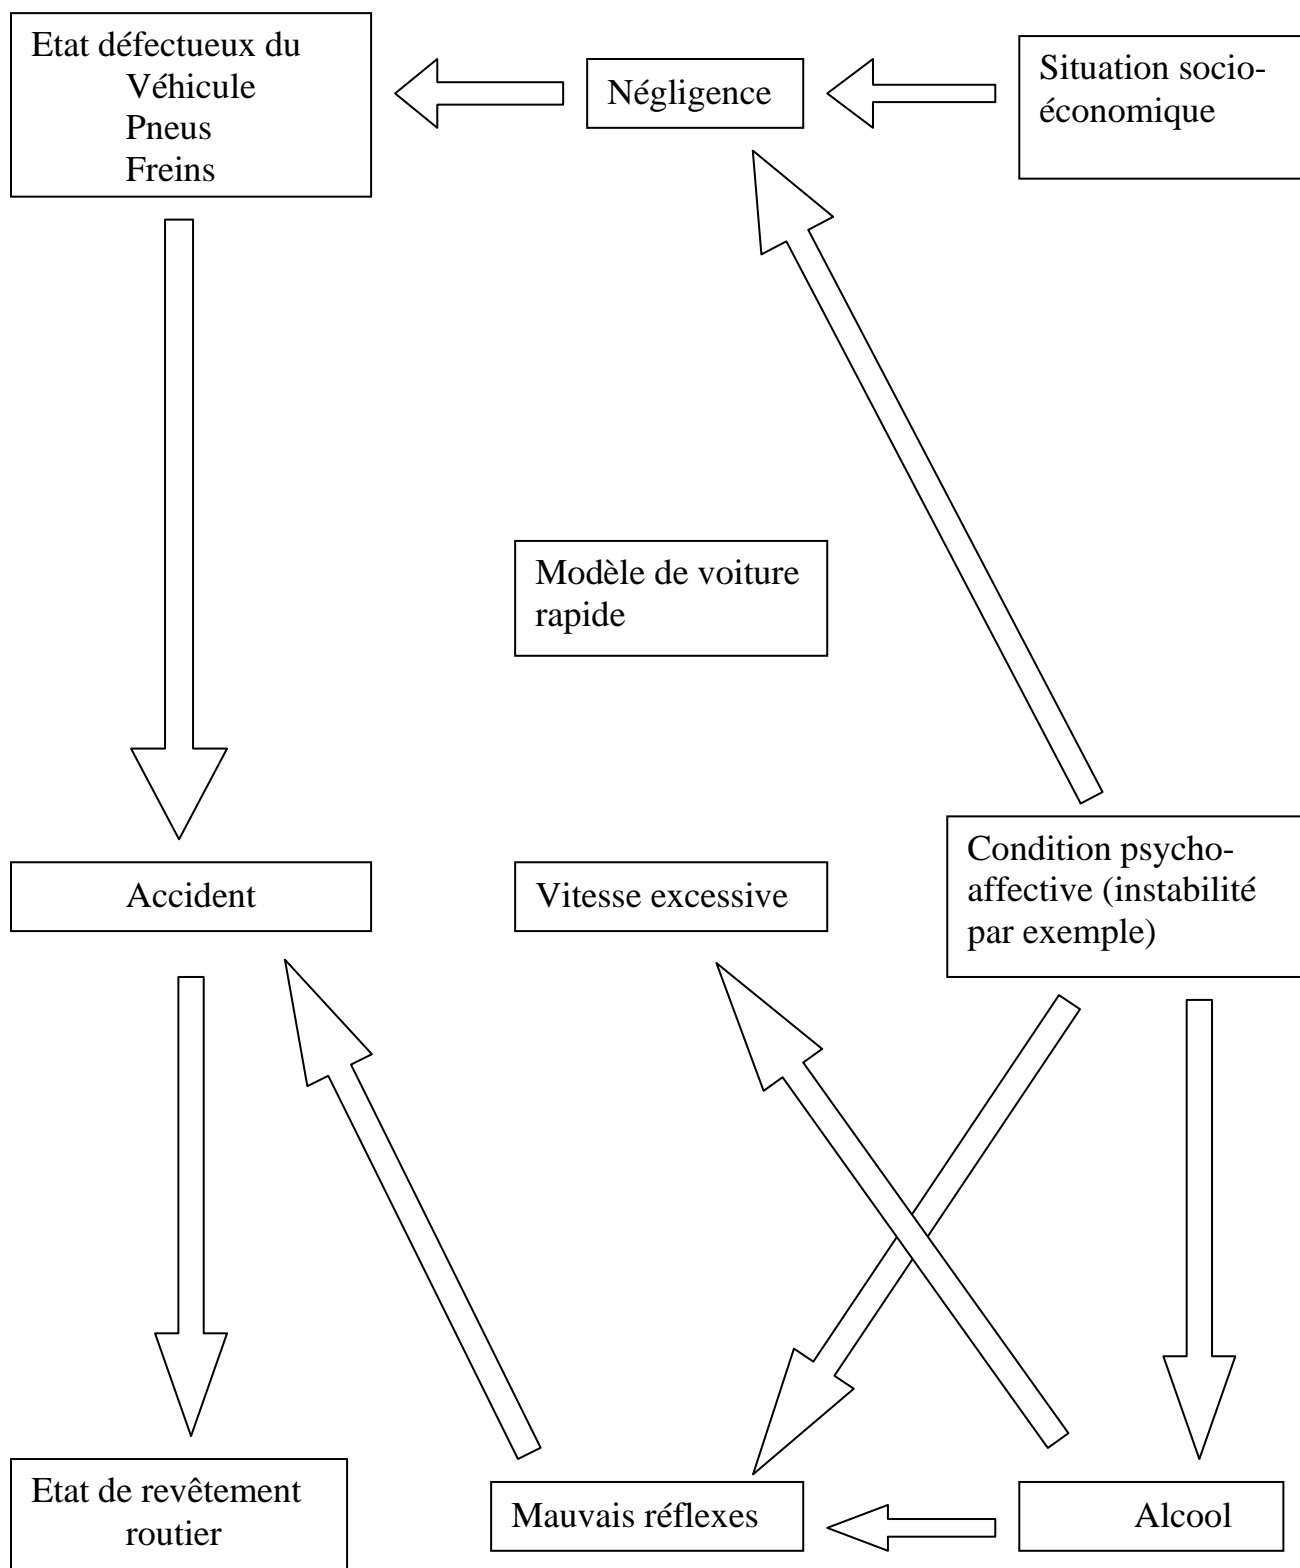 Etat défectueux du
Véhicule
Pneus
Freins
Négligence
Situation socio-
économique
Modèle de voiture
rapide
Accident
Vitesse excessive
Condition psycho-
affective (instabilité
par exemple)
Etat de revêtement
routier
Mauvais réflexes
Alcool